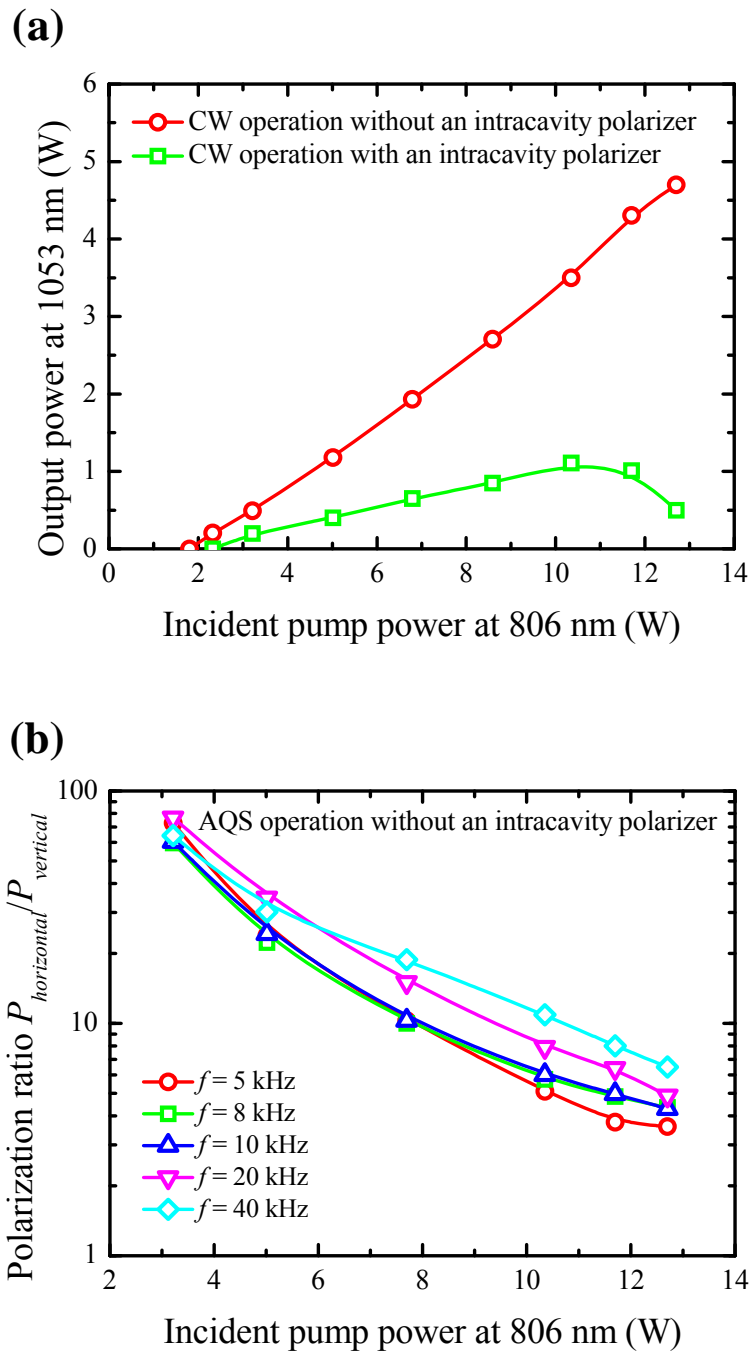 (a)
6
5
4
3
2
1
0
CW operation without an intracavity polarizer
CW operation with an intracavity polarizer
Output power at 1053 nm (W)
0 2 4 6 8 10 12 14
Incident pump power at 806 nm (W)
(b)
100
10
1
AQS operation without an intracavity polarizer
Polarization ratio P_horizontal/P_vertical
f = 5 kHz
f = 8 kHz
f = 10 kHz
f = 20 kHz
f = 40 kHz
2 4 6 8 10 12 14
Incident pump power at 806 nm (W)